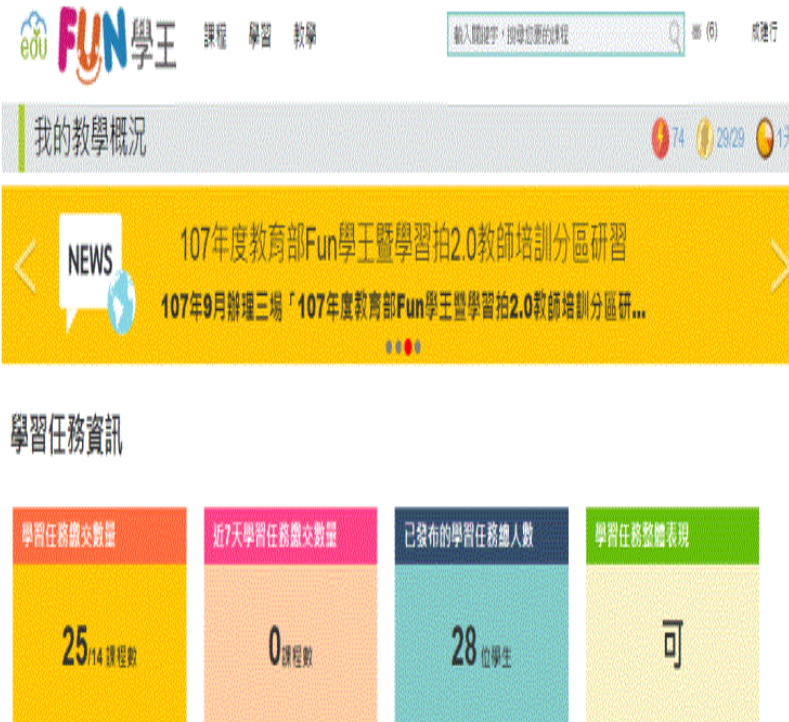 edu FUN學王 課程 學習 教學 輸入關鍵字，搜尋您要的課程 (6) 成建行
我的教學概況 74 29/29 1天
NEWS 107年度教育部Fun學王暨學習拍2.0教師培訓分區研習
107年9月辦理三場「107年度教育部Fun學王暨學習拍2.0教師培訓分區研...
學習任務資訊
學習任務繳交數量 近7天學習任務繳交數量 已發布的學習任務總人數 學習任務整體表現
25/14 課程數 0課程數 28 位學生 可